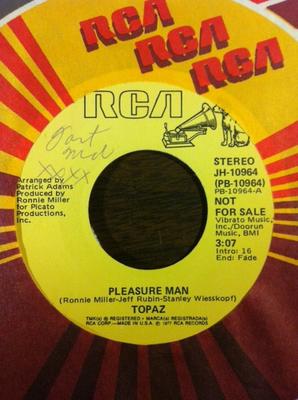 RCA
RCA
RCA
RCA
Fast
Med
XXXX
Arranged by
Patrick Adams
Produced by
Ronnie Miller
for Picato
Productions,
Inc.
STEREO
JH-10964
(PB-10964)
PB-10964-A
NOT
FOR SALE
Vibrato Music,
Inc./Doorun
Music, BMI
3:07
Intro: 16
End: Fade
PLEASURE MAN
(Ronnie Miller-Jeff Rubin-Stanley Wiesskopf)
TOPAZ
TMK(s) ® REGISTERED • MARCA(s) REGISTRADA(s)
RCA CORP.—MADE IN U.S.A. ℗ 1977 RCA RECORDS